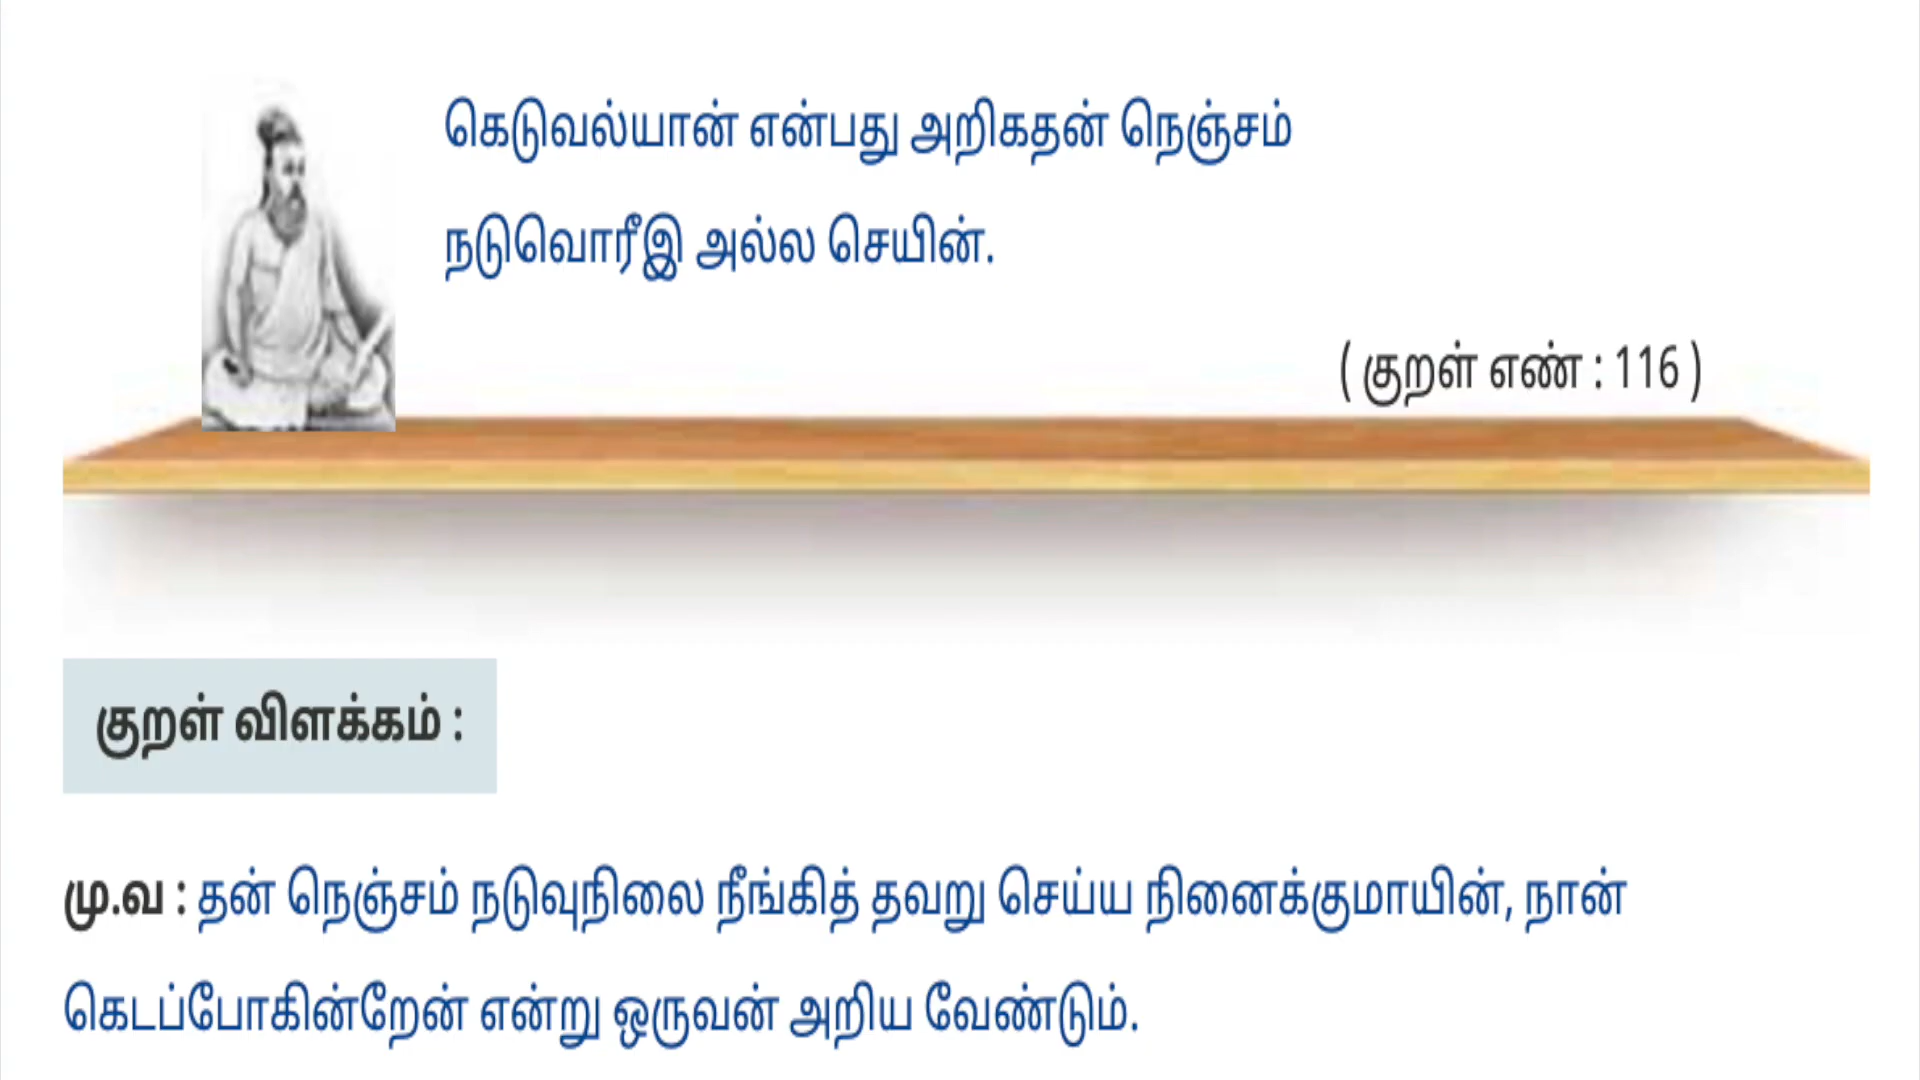 கெடுவல்யான் என்பது அறிகதன் நெஞ்சம்
நடுவொரீஇ அல்ல செயின்.
( குறள் எண் : 116 )
குறள் விளக்கம் :
மு.வ : தன் நெஞ்சம் நடுவுநிலை நீங்கித் தவறு செய்ய நினைக்குமாயின், நான்
கெடப்போகின்றேன் என்று ஒருவன் அறிய வேண்டும்.